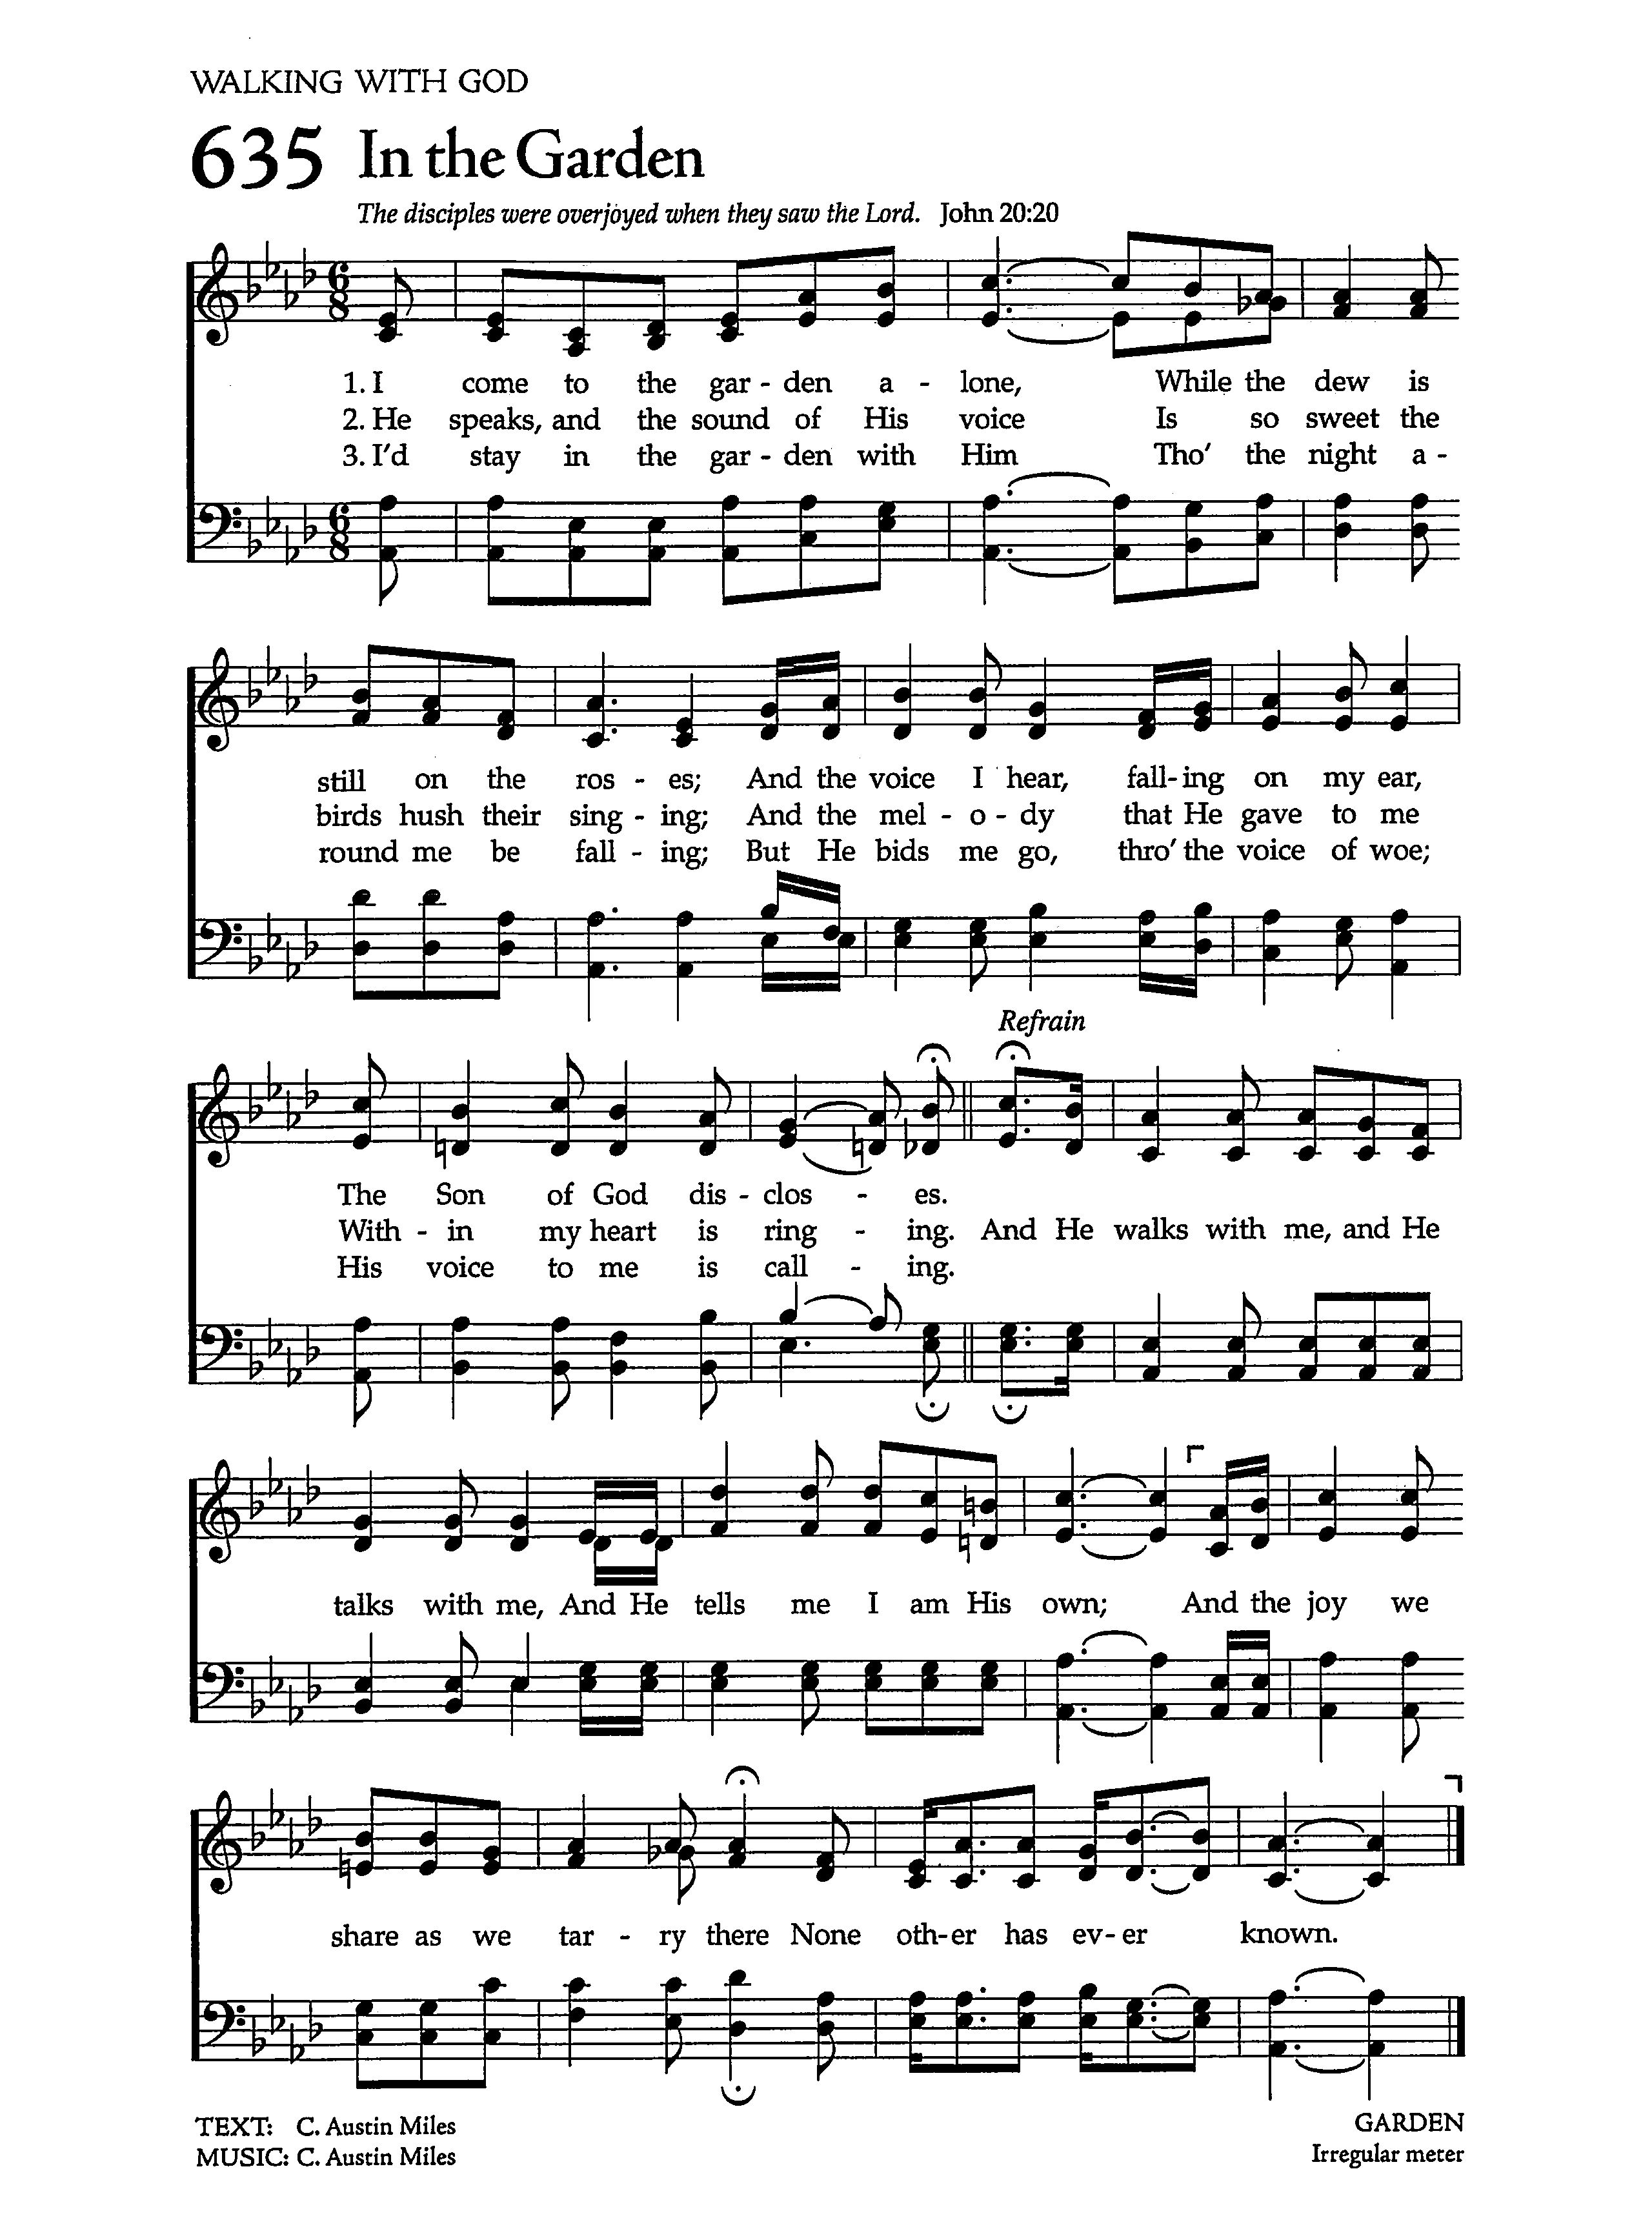 WALKING WITH GOD
635 In the Garden
The disciples were overjoyed when they saw the Lord. John 20:20
6 8
1. I come to the gar - den a - lone, While the dew is
2. He speaks, and the sound of His voice Is so sweet the
3. I'd stay in the gar - den with Him Tho' the night a -
6 8
still on the ros - es; And the voice I hear, fall-ing on my ear,
birds hush their sing - ing; And the mel - o - dy that He gave to me
round me be fall - ing; But He bids me go, thro' the voice of woe;
Refrain
The Son of God dis - clos - es.
With - in my heart is ring - ing. And He walks with me, and He
His voice to me is call - ing.
talks with me, And He tells me I am His own; And the joy we
share as we tar - ry there None oth-er has ev-er known.
TEXT: C. Austin Miles
MUSIC: C. Austin Miles
GARDEN
Irregular meter